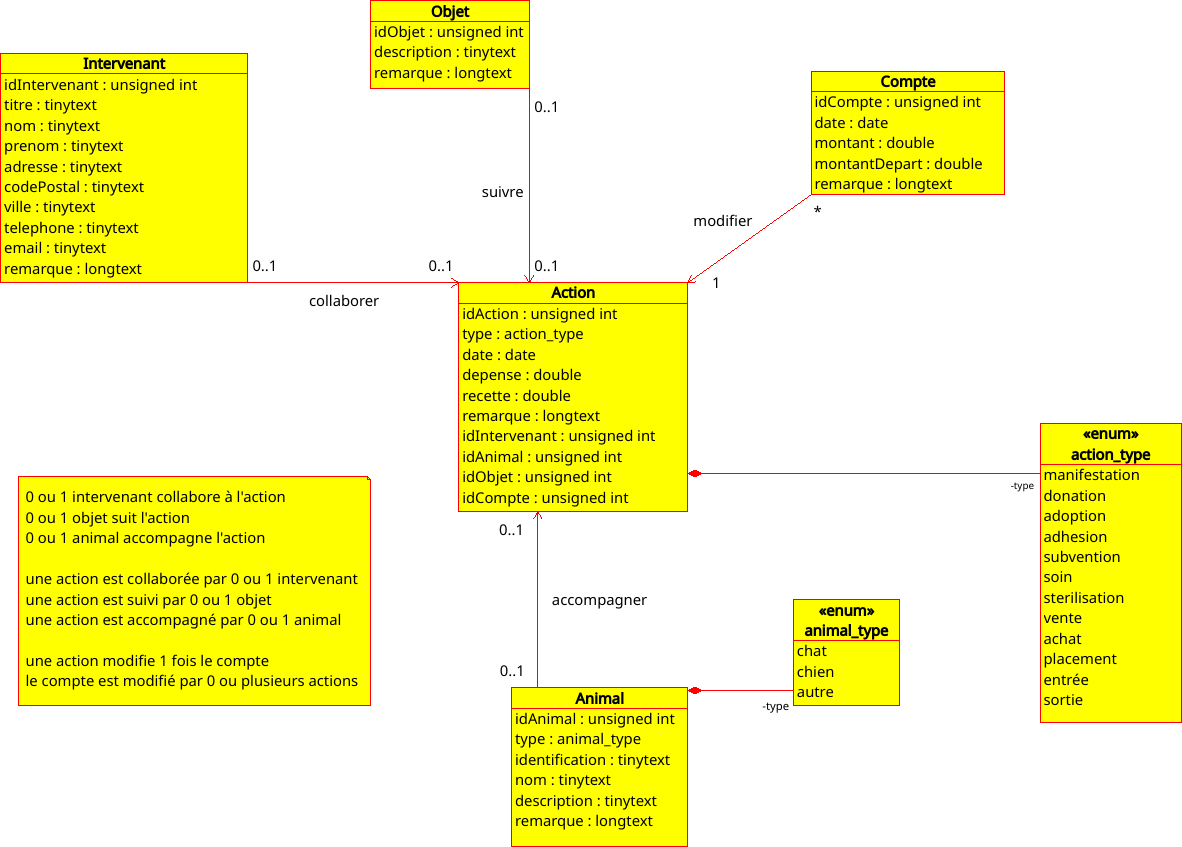 Objet
idObjet : unsigned int
description : tinytext
remarque : longtext
Intervenant
idIntervenant : unsigned int
titre : tinytext
nom : tinytext
prenom : tinytext
adresse : tinytext
codePostal : tinytext
ville : tinytext
telephone : tinytext
email : tinytext
remarque : longtext
Compte
idCompte : unsigned int
date : date
montant : double
montantDepart : double
remarque : longtext
0..1
suivre
0..1
*
modifier
1
0..1
0..1
collaborer
Action
idAction : unsigned int
type : action_type
date : date
depense : double
recette : double
remarque : longtext
idIntervenant : unsigned int
idAnimal : unsigned int
idObjet : unsigned int
idCompte : unsigned int
-type
«enum»
action_type
manifestation
donation
adoption
adhesion
subvention
soin
sterilisation
vente
achat
placement
entrée
sortie
0 ou 1 intervenant collabore à l'action
0 ou 1 objet suit l'action
0 ou 1 animal accompagne l'action
une action est collaborée par 0 ou 1 intervenant
une action est suivi par 0 ou 1 objet
une action est accompagné par 0 ou 1 animal
une action modifie 1 fois le compte
le compte est modifié par 0 ou plusieurs actions
0..1
accompagner
0..1
«enum»
animal_type
chat
chien
autre
-type
Animal
idAnimal : unsigned int
type : animal_type
identification : tinytext
nom : tinytext
description : tinytext
remarque : longtext